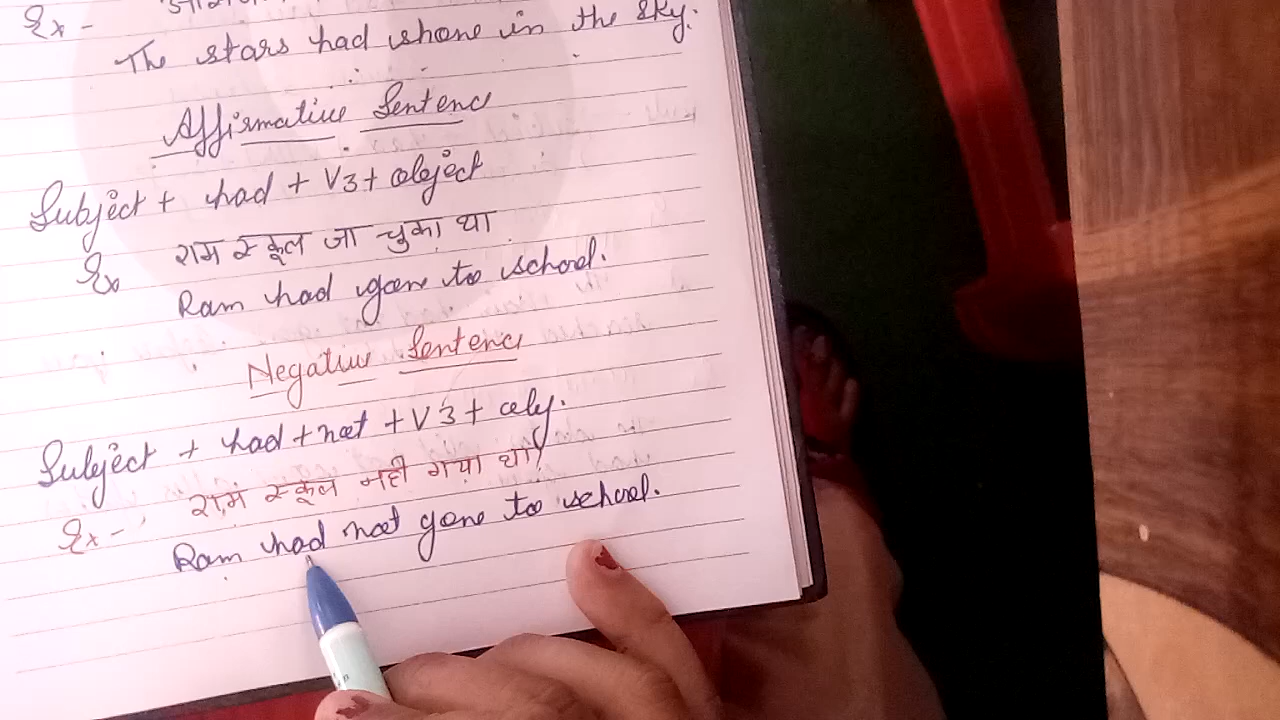 Ex -
The stars had shone in the sky.
Affirmative Sentence
Subject + had + V3 + object
राम स्कूल जा चुका था
Ex
Ram had gone to school.
Negative Sentence
Subject + had + not + V3 + obj.
राम स्कूल नही गया था।
Ex -
Ram had not gone to school.